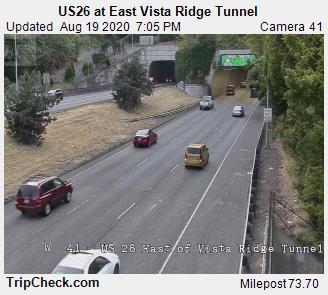 US26 at East Vista Ridge Tunnel
Updated Aug 19 2020 7:05 PM Camera 41
W 41 - US 26 East of Vista Ridge Tunnel
TripCheck.com Milepost 73.70